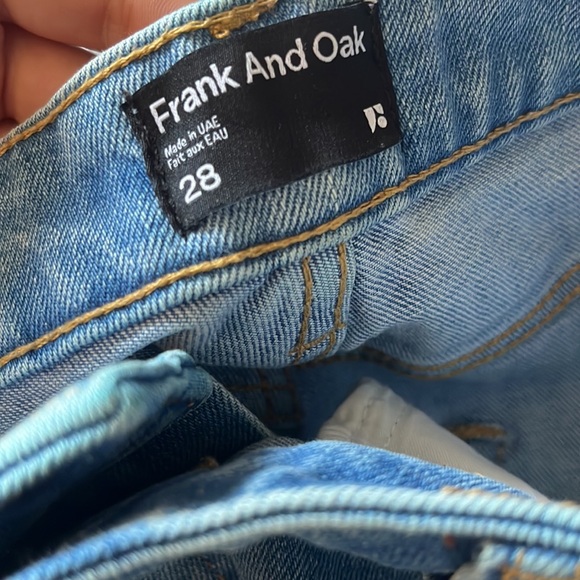 Frank And Oak
Made in UAE
Fait aux EAU
28